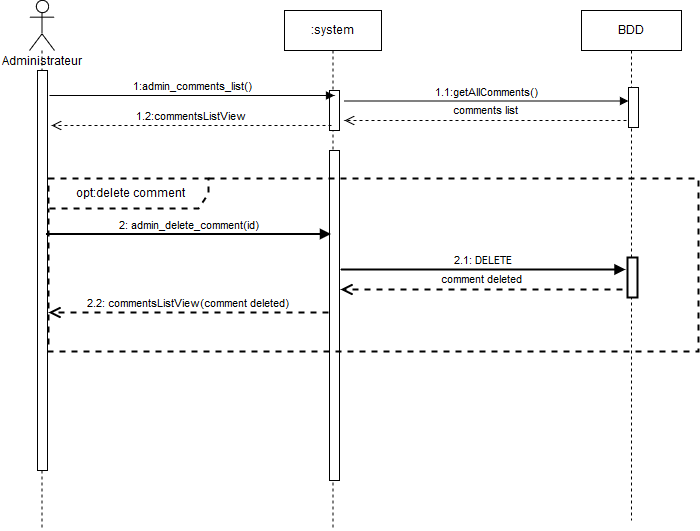 :system
BDD
Administrateur
1:admin_comments_list()
1.1:getAllComments()
comments list
1.2:commentsListView
opt:delete comment
2: admin_delete_comment(id)
2.1: DELETE
comment deleted
2.2: commentsListView(comment deleted)